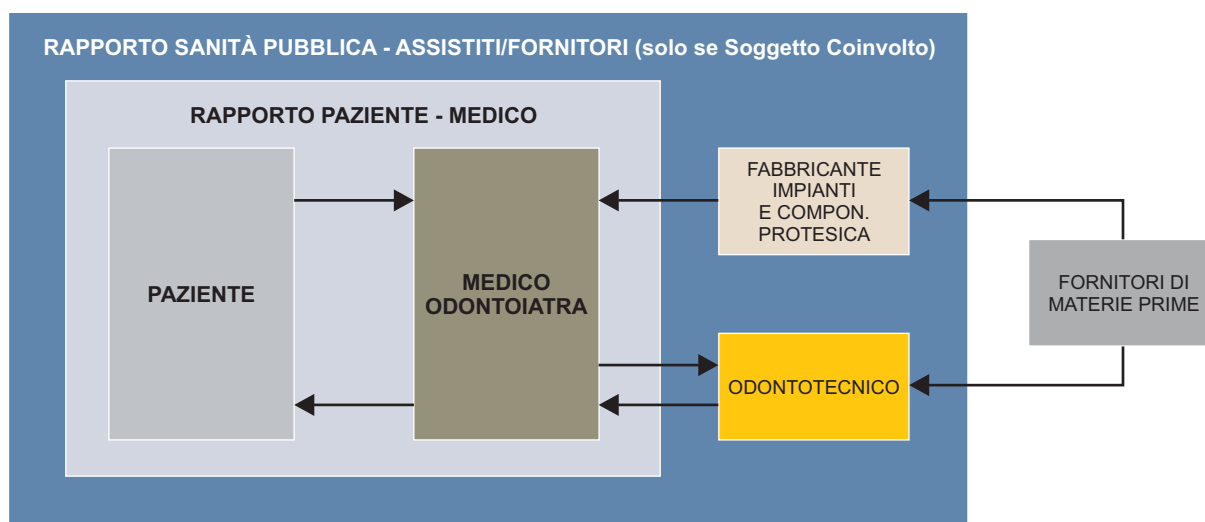 RAPPORTO SANITÀ PUBBLICA - ASSISTITI/FORNITORI (solo se Soggetto Coinvolto)
RAPPORTO PAZIENTE - MEDICO
PAZIENTE
MEDICO
ODONTOIATRA
FABBRICANTE
IMPIANTI
E COMPON.
PROTESICA
ODONTOTECNICO
FORNITORI DI
MATERIE PRIME